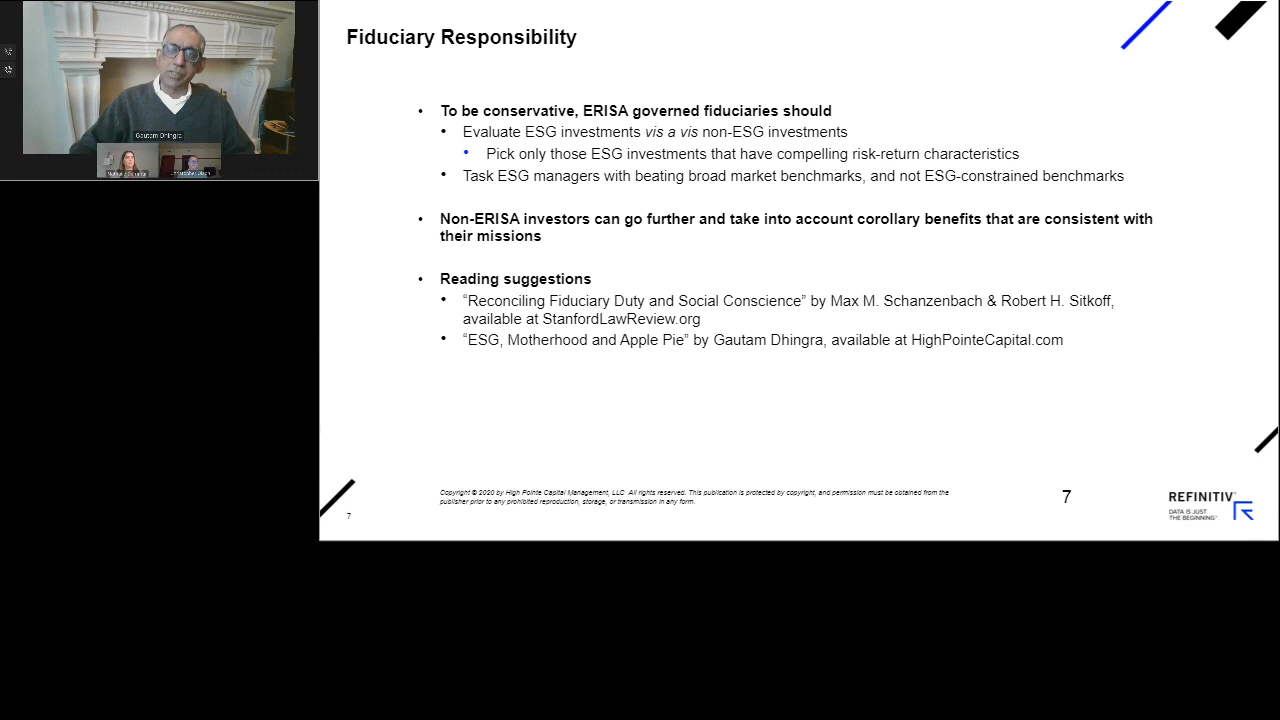 Fiduciary Responsibility
• To be conservative, ERISA governed fiduciaries should
• Evaluate ESG investments vis a vis non-ESG investments
• Pick only those ESG investments that have compelling risk-return characteristics
• Task ESG managers with beating broad market benchmarks, and not ESG-constrained benchmarks
• Non-ERISA investors can go further and take into account corollary benefits that are consistent with
their missions
• Reading suggestions
• “Reconciling Fiduciary Duty and Social Conscience” by Max M. Schanzenbach & Robert H. Sitkoff,
available at StanfordLawReview.org
• “ESG, Motherhood and Apple Pie” by Gautam Dhingra, available at HighPointeCapital.com
Copyright © 2020 by High Pointe Capital Management, LLC. All rights reserved. This publication is protected by copyright, and permission must be obtained from the
publisher prior to any prohibited reproduction, storage, or transmission in any form.
7
7
REFINITIV
DATA IS JUST
THE BEGINNING
Gautam Dhingra
Christopher Olson